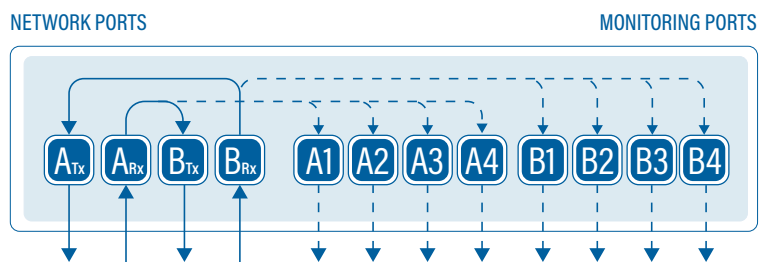 NETWORK PORTS MONITORING PORTS
ATx ARx BTx BRx A1 A2 A3 A4 B1 B2 B3 B4